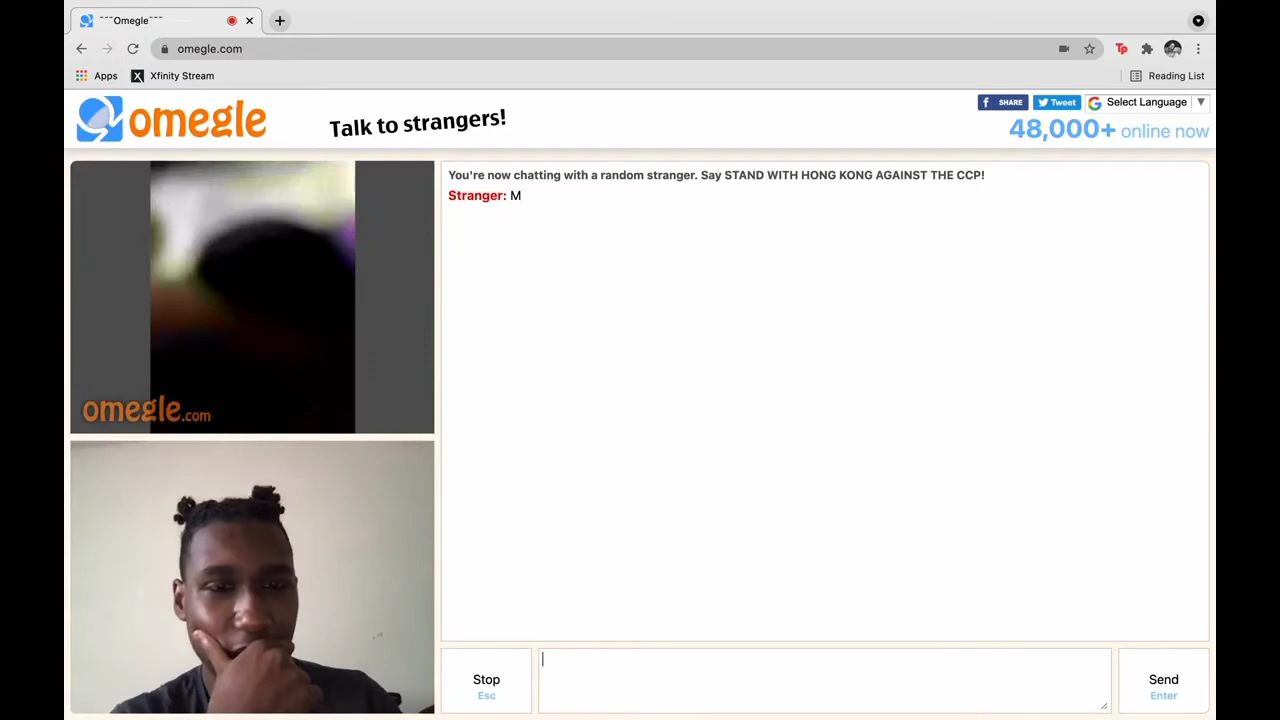 ---Omegle---
omegle.com
Apps
Xfinity Stream
Reading List
omegle
Talk to strangers!
SHARE
Tweet
Select Language
48,000+ online now
omegle.com
You're now chatting with a random stranger. Say STAND WITH HONG KONG AGAINST THE CCP!
Stranger: M
Stop
Esc
Send
Enter